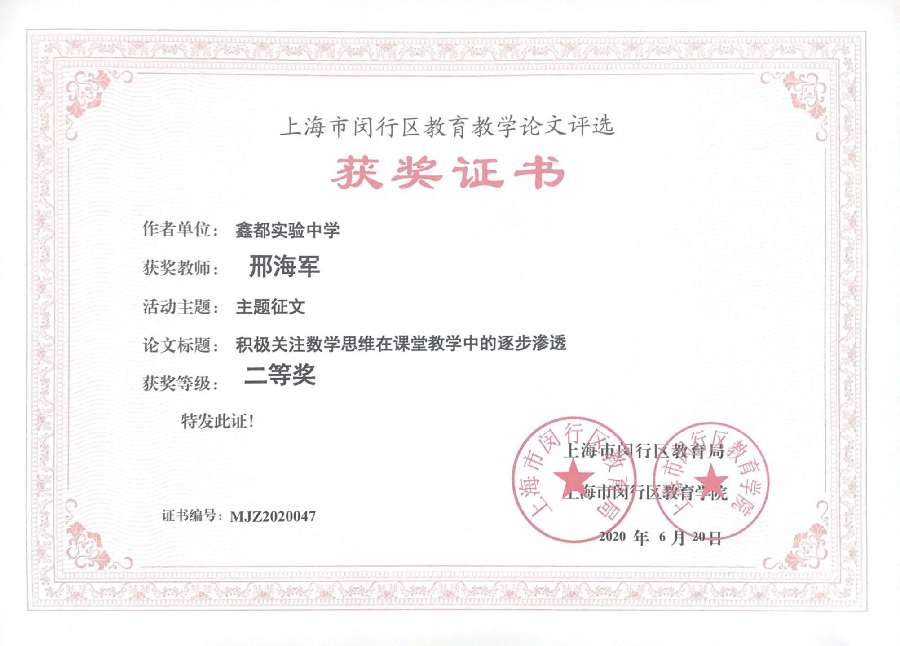 上海市闵行区教育教学论文评选
获奖证书
作者单位： 鑫都实验中学
获奖教师： 邢海军
活动主题： 主题征文
论文标题： 积极关注数学思维在课堂教学中的逐步渗透
获奖等级： 二等奖
特发此证！
上海市闵行区教育局
上海市闵行区教育学院
证书编号：MJZ2020047
2020 年 6 月 20日
上海市闵行区教育局
上海市闵行区教育学院